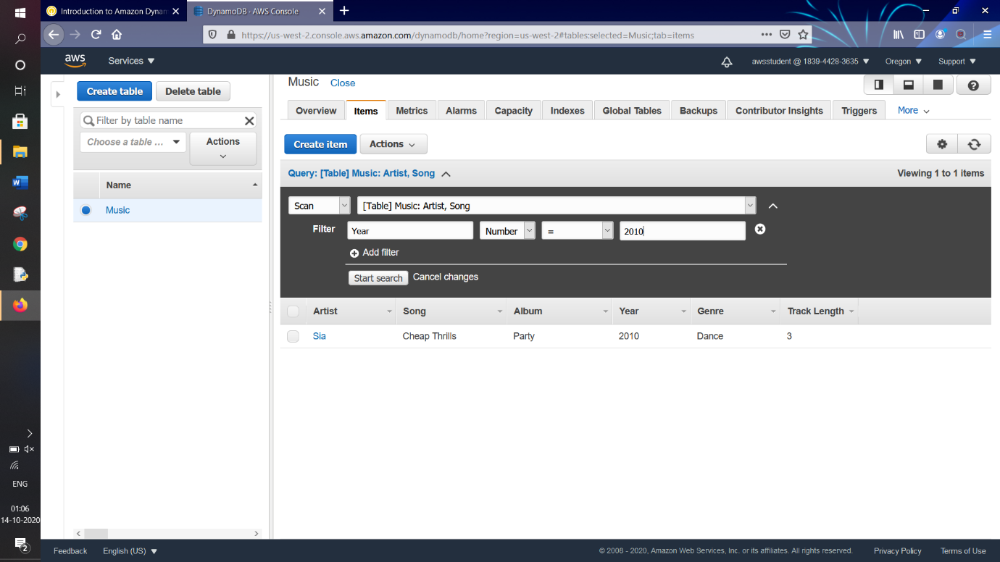 Introduction to Amazon Dynam
DynamoDB · AWS Console
https://us-west-2.console.aws.amazon.com/dynamodb/home?region=us-west-2#tables:selected=Music;tab=items
aws
Services
awsstudent @ 1839-4428-3635
Oregon
Support
Create table
Delete table
Filter by table name
Choose a table ...
Actions
Name
Music
Music
Close
Overview
Items
Metrics
Alarms
Capacity
Indexes
Global Tables
Backups
Contributor Insights
Triggers
More
Create item
Actions
Query: [Table] Music: Artist, Song
Viewing 1 to 1 items
Scan
[Table] Music: Artist, Song
Filter
Year
Number
=
2010
Add filter
Start search
Cancel changes
Artist
Song
Album
Year
Genre
Track Length
Sia
Cheap Thrills
Party
2010
Dance
3
ENG
01:06
14-10-2020
2
Feedback
English (US)
© 2008 - 2020, Amazon Web Services, Inc. or its affiliates. All rights reserved.
Privacy Policy
Terms of Use